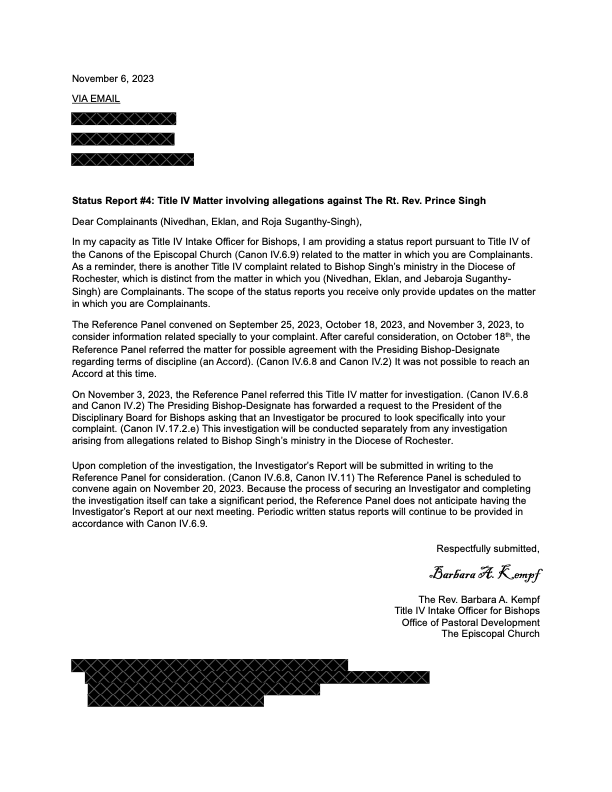 November 6, 2023
VIA EMAIL
Status Report #4: Title IV Matter involving allegations against The Rt. Rev. Prince Singh
Dear Complainants (Nivedhan, Eklan, and Roja Suganthy-Singh),
In my capacity as Title IV Intake Officer for Bishops, I am providing a status report pursuant to Title IV of
the Canons of the Episcopal Church (Canon IV.6.9) related to the matter in which you are Complainants.
As a reminder, there is another Title IV complaint related to Bishop Singh's ministry in the Diocese of
Rochester, which is distinct from the matter in which you (Nivedhan, Eklan, and Jebaroja Suganthy-
Singh) are Complainants. The scope of the status reports you receive only provide updates on the matter
in which you are Complainants.
The Reference Panel convened on September 25, 2023, October 18, 2023, and November 3, 2023, to
consider information related specially to your complaint. After careful consideration, on October 18th, the
Reference Panel referred the matter for possible agreement with the Presiding Bishop-Designate
regarding terms of discipline (an Accord). (Canon IV.6.8 and Canon IV.2) It was not possible to reach an
Accord at this time.
On November 3, 2023, the Reference Panel referred this Title IV matter for investigation. (Canon IV.6.8
and Canon IV.2) The Presiding Bishop-Designate has forwarded a request to the President of the
Disciplinary Board for Bishops asking that an Investigator be procured to look specifically into your
complaint. (Canon IV.17.2.e) This investigation will be conducted separately from any investigation
arising from allegations related to Bishop Singh's ministry in the Diocese of Rochester.
Upon completion of the investigation, the Investigator's Report will be submitted in writing to the
Reference Panel for consideration. (Canon IV.6.8, Canon IV.11) The Reference Panel is scheduled to
convene again on November 20, 2023. Because the process of securing an Investigator and completing
the investigation itself can take a significant period, the Reference Panel does not anticipate having the
Investigator's Report at our next meeting. Periodic written status reports will continue to be provided in
accordance with Canon IV.6.9.
Respectfully submitted,
Barbara A. Kempf
The Rev. Barbara A. Kempf
Title IV Intake Officer for Bishops
Office of Pastoral Development
The Episcopal Church